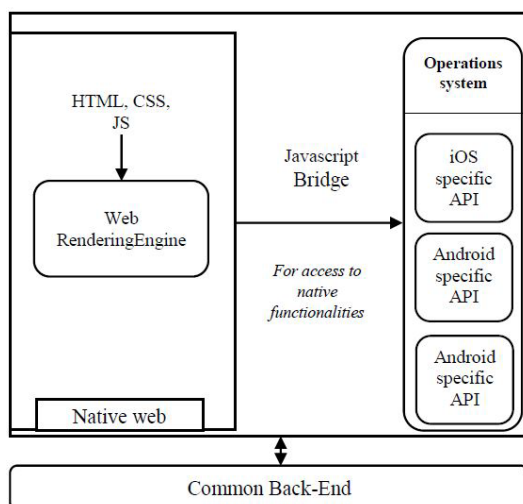 HTML, CSS,
JS
Web
RenderingEngine
Native web
Javascript
Bridge
For access to
native
functionalities
Operations
system
iOS
specific
API
Android
specific
API
Android
specific
API
Common Back-End